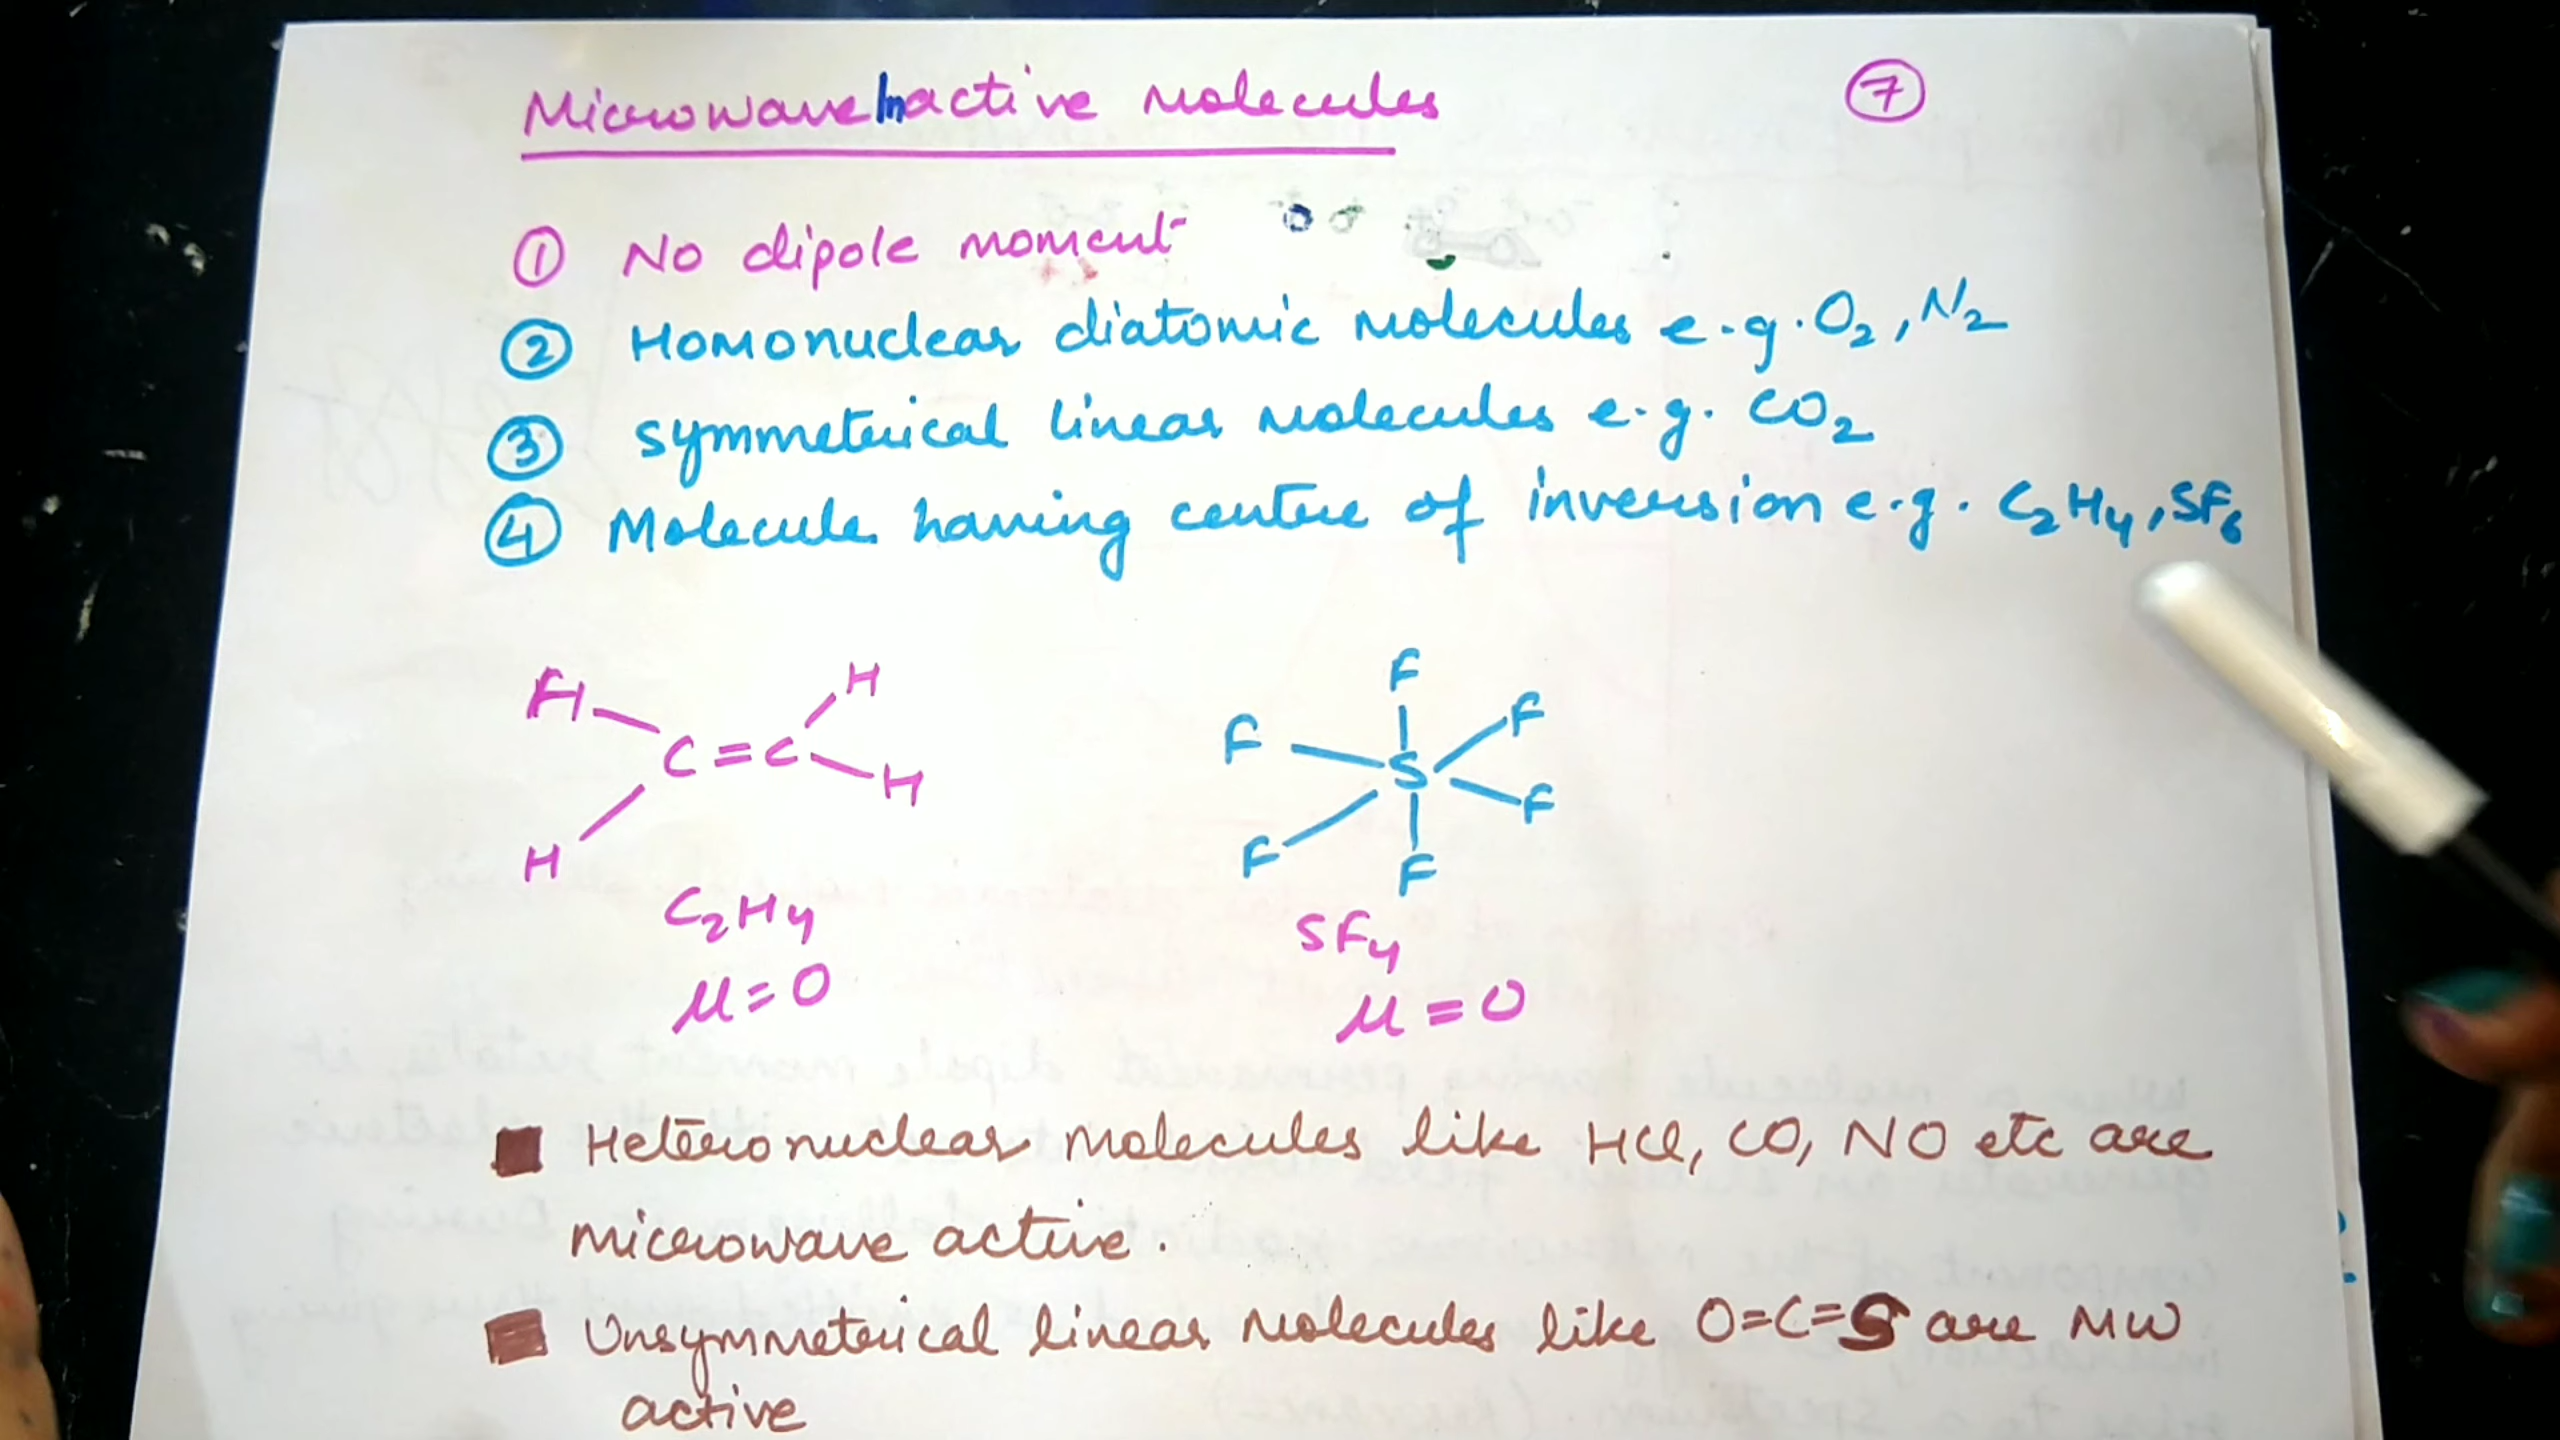 Microwave Inactive Molecules 7
① No dipole moment
② Homonuclear diatomic molecules e.g. O₂, N₂
③ Symmetrical linear molecules e.g. CO₂
④ Molecule having centre of inversion e.g. C₂H₄, SF₆
H H
C=C
H H
C₂H₄
μ=0
F
F F
S
F F
F
SF₄
μ=0
Heteronuclear molecules like HCl, CO, NO etc are
microwave active.
Unsymmetrical linear molecules like O=C=S are MW
active